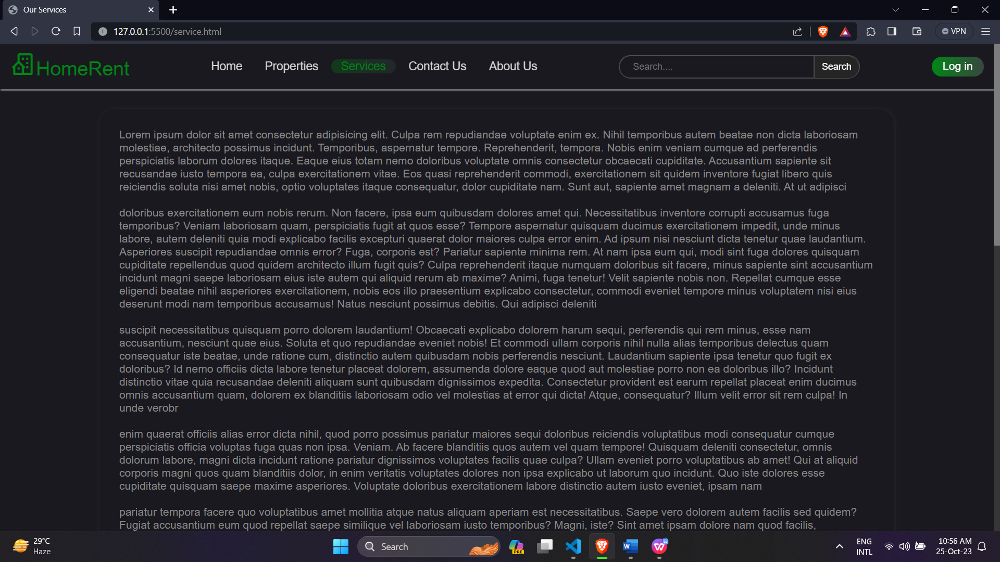 Our Services
127.0.0.1:5500/service.html
VPN
HomeRent
Home Properties Services Contact Us About Us
Search.... Search
Log in
Lorem ipsum dolor sit amet consectetur adipisicing elit. Culpa rem repudiandae voluptate enim ex. Nihil temporibus autem beatae non dicta laboriosam
molestiae, architecto possimus incidunt. Temporibus, aspernatur tempore. Reprehenderit, tempora. Nobis enim veniam cumque ad perferendis
perspiciatis laborum dolores itaque. Eaque eius totam nemo doloribus voluptate omnis consectetur obcaecati cupiditate. Accusantium sapiente sit
recusandae iusto tempora ea, culpa exercitationem vitae. Eos quasi reprehenderit commodi, exercitationem sit quidem inventore fugiat libero quis
reiciendis soluta nisi amet nobis, optio voluptates itaque consequatur, dolor cupiditate nam. Sunt aut, sapiente amet magnam a deleniti. At ut adipisci
doloribus exercitationem eum nobis rerum. Non facere, ipsa eum quibusdam dolores amet qui. Necessitatibus inventore corrupti accusamus fuga
temporibus? Veniam laboriosam quam, perspiciatis fugit at quos esse? Tempore aspernatur quisquam ducimus exercitationem impedit, unde minus
labore, autem deleniti quia modi explicabo facilis excepturi quaerat dolor maiores culpa error enim. Ad ipsum nisi nesciunt dicta tenetur quae laudantium.
Asperiores suscipit repudiandae omnis error? Fuga, corporis est? Pariatur sapiente minima rem. At nam ipsa eum qui, modi sint fuga dolores quisquam
cupiditate repellendus quod quidem architecto illum fugit quis? Culpa reprehenderit itaque numquam doloribus sit facere, minus sapiente sint accusantium
incidunt magni saepe laboriosam eius iste autem qui aliquid rerum ab maxime? Animi, fuga tenetur! Velit sapiente nobis non. Repellat cumque esse
eligendi beatae nihil asperiores exercitationem, nobis eos illo praesentium explicabo consectetur, commodi eveniet tempore minus voluptatem nisi eius
deserunt modi nam temporibus accusamus! Natus nesciunt possimus debitis. Qui adipisci deleniti
suscipit necessitatibus quisquam porro dolorem laudantium! Obcaecati explicabo dolorem harum sequi, perferendis qui rem minus, esse nam
accusantium, nesciunt quae eius. Soluta et quo repudiandae eveniet nobis! Et commodi ullam corporis nihil nulla alias temporibus delectus quam
consequatur iste beatae, unde ratione cum, distinctio autem quibusdam nobis perferendis nesciunt. Laudantium sapiente ipsa tenetur quo fugit ex
doloribus? Id nemo officiis dicta labore tenetur placeat dolorem, assumenda dolore eaque quod aut molestiae porro non ea doloribus illo? Incidunt
distinctio vitae quia recusandae deleniti aliquam sunt quibusdam dignissimos expedita. Consectetur provident est earum repellat placeat enim ducimus
omnis accusantium quam, dolorem ex blanditiis laboriosam odio vel molestias at error qui dicta! Atque, consequatur? Illum velit error sit rem culpa! In
unde verobr
enim quaerat officiis alias error dicta nihil, quod porro possimus pariatur maiores sequi doloribus reiciendis voluptatibus modi consequatur cumque
perspiciatis officia voluptas fuga quas non ipsa. Veniam. Ab facere blanditiis quos autem vel quam tempore! Quisquam deleniti consectetur, omnis
dolorum labore, magni dicta incidunt ratione pariatur dignissimos voluptates facilis quae culpa? Ullam eveniet porro voluptatibus ab amet! Qui at aliquid
corporis magni quos quam blanditiis dolor, in enim veritatis voluptates dolores non ipsa explicabo ut laborum quo incidunt. Quo iste dolores esse
cupiditate quisquam saepe maxime asperiores. Voluptate doloribus exercitationem labore distinctio autem iusto eveniet, ipsam nam
pariatur tempora facere quo voluptatibus amet mollitia atque natus aliquam aperiam est necessitatibus. Saepe vero dolorem autem facilis sed quidem?
Fugiat accusantium eum quod repellat saepe similique vel laboriosam iusto temporibus? Magni, iste? Sint amet ipsam dolore nam quod facilis,
29°C
Haze
Search
PRE
ENG
INTL
10:56 AM
25-Oct-23